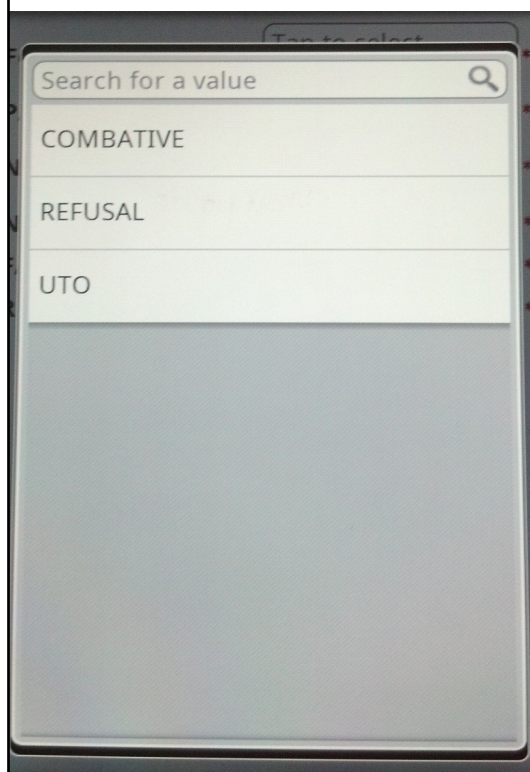 Tap to select
Search for a value
COMBATIVE
REFUSAL
UTO